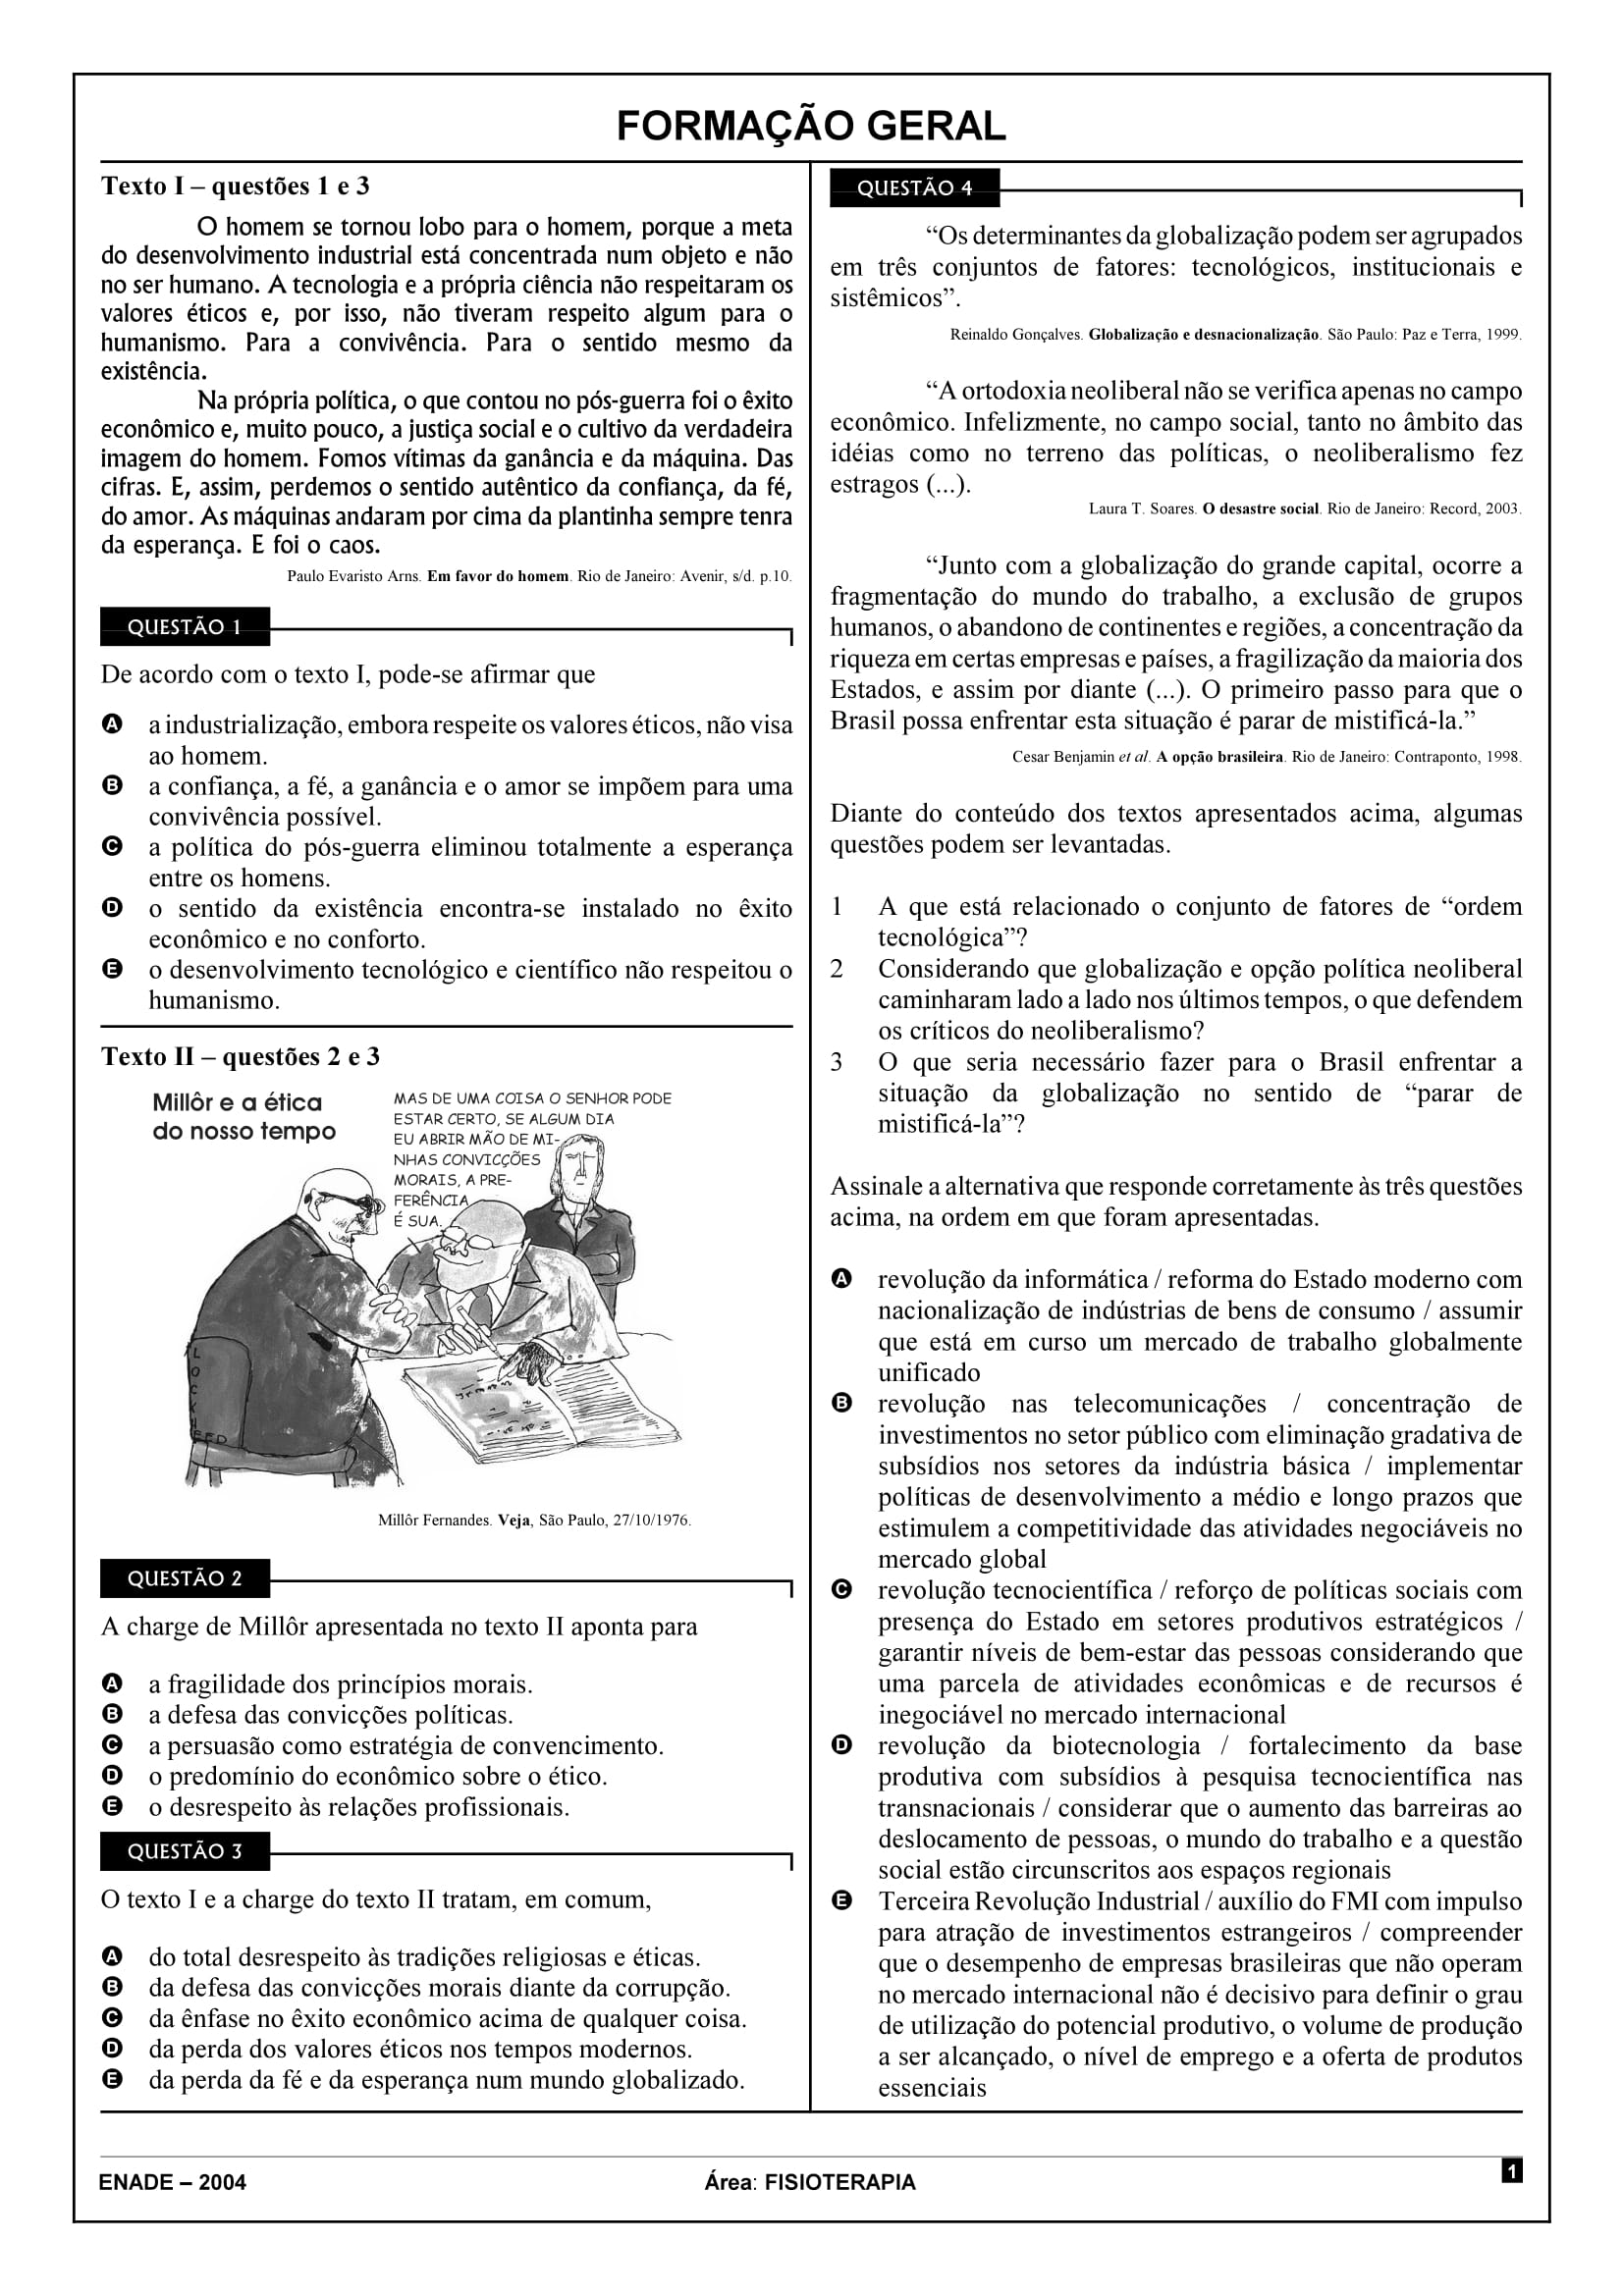 FORMAÇÃO GERAL
Texto I – questões 1 e 3
O homem se tornou lobo para o homem, porque a meta
do desenvolvimento industrial está concentrada num objeto e não
no ser humano. A tecnologia e a própria ciência não respeitaram os
valores éticos e, por isso, não tiveram respeito algum para o
humanismo. Para a convivência. Para o sentido mesmo da
existência.
Na própria política, o que contou no pós-guerra foi o êxito
econômico e, muito pouco, a justiça social e o cultivo da verdadeira
imagem do homem. Fomos vítimas da ganância e da máquina. Das
cifras. E, assim, perdemos o sentido autêntico da confiança, da fé,
do amor. As máquinas andaram por cima da plantinha sempre tenra
da esperança. E foi o caos.
Paulo Evaristo Arns. Em favor do homem. Rio de Janeiro: Avenir, s/d. p.10.
QUESTÃO 1
De acordo com o texto I, pode-se afirmar que
A a industrialização, embora respeite os valores éticos, não visa
ao homem.
B a confiança, a fé, a ganância e o amor se impõem para uma
convivência possível.
C a política do pós-guerra eliminou totalmente a esperança
entre os homens.
D o sentido da existência encontra-se instalado no êxito
econômico e no conforto.
E o desenvolvimento tecnológico e científico não respeitou o
humanismo.
Texto II – questões 2 e 3
Millôr e a ética
do nosso tempo
MAS DE UMA COISA O SENHOR PODE
ESTAR CERTO, SE ALGUM DIA
EU ABRIR MÃO DE MI-
NHAS CONVICÇÕES
MORAIS, A PRE-
FERÊNCIA
É SUA.
LOCKHEED
Millôr Fernandes. Veja, São Paulo, 27/10/1976.
QUESTÃO 2
A charge de Millôr apresentada no texto II aponta para
A a fragilidade dos princípios morais.
B a defesa das convicções políticas.
C a persuasão como estratégia de convencimento.
D o predomínio do econômico sobre o ético.
E o desrespeito às relações profissionais.
QUESTÃO 3
O texto I e a charge do texto II tratam, em comum,
A do total desrespeito às tradições religiosas e éticas.
B da defesa das convicções morais diante da corrupção.
C da ênfase no êxito econômico acima de qualquer coisa.
D da perda dos valores éticos nos tempos modernos.
E da perda da fé e da esperança num mundo globalizado.
QUESTÃO 4
“Os determinantes da globalização podem ser agrupados
em três conjuntos de fatores: tecnológicos, institucionais e
sistêmicos”.
Reinaldo Gonçalves. Globalização e desnacionalização. São Paulo: Paz e Terra, 1999.
“A ortodoxia neoliberal não se verifica apenas no campo
econômico. Infelizmente, no campo social, tanto no âmbito das
idéias como no terreno das políticas, o neoliberalismo fez
estragos (...).
Laura T. Soares. O desastre social. Rio de Janeiro: Record, 2003.
“Junto com a globalização do grande capital, ocorre a
fragmentação do mundo do trabalho, a exclusão de grupos
humanos, o abandono de continentes e regiões, a concentração da
riqueza em certas empresas e países, a fragilização da maioria dos
Estados, e assim por diante (...). O primeiro passo para que o
Brasil possa enfrentar esta situação é parar de mistificá-la.”
Cesar Benjamin et al. A opção brasileira. Rio de Janeiro: Contraponto, 1998.
Diante do conteúdo dos textos apresentados acima, algumas
questões podem ser levantadas.
1 A que está relacionado o conjunto de fatores de “ordem
tecnológica”?
2 Considerando que globalização e opção política neoliberal
caminharam lado a lado nos últimos tempos, o que defendem
os críticos do neoliberalismo?
3 O que seria necessário fazer para o Brasil enfrentar a
situação da globalização no sentido de “parar de
mistificá-la”?
Assinale a alternativa que responde corretamente às três questões
acima, na ordem em que foram apresentadas.
A revolução da informática / reforma do Estado moderno com
nacionalização de indústrias de bens de consumo / assumir
que está em curso um mercado de trabalho globalmente
unificado
B revolução nas telecomunicações / concentração de
investimentos no setor público com eliminação gradativa de
subsídios nos setores da indústria básica / implementar
políticas de desenvolvimento a médio e longo prazos que
estimulem a competitividade das atividades negociáveis no
mercado global
C revolução tecnocientífica / reforço de políticas sociais com
presença do Estado em setores produtivos estratégicos /
garantir níveis de bem-estar das pessoas considerando que
uma parcela de atividades econômicas e de recursos é
inegociável no mercado internacional
D revolução da biotecnologia / fortalecimento da base
produtiva com subsídios à pesquisa tecnocientífica nas
transnacionais / considerar que o aumento das barreiras ao
deslocamento de pessoas, o mundo do trabalho e a questão
social estão circunscritos aos espaços regionais
E Terceira Revolução Industrial / auxílio do FMI com impulso
para atração de investimentos estrangeiros / compreender
que o desempenho de empresas brasileiras que não operam
no mercado internacional não é decisivo para definir o grau
de utilização do potencial produtivo, o volume de produção
a ser alcançado, o nível de emprego e a oferta de produtos
essenciais
ENADE – 2004
Área: FISIOTERAPIA
1